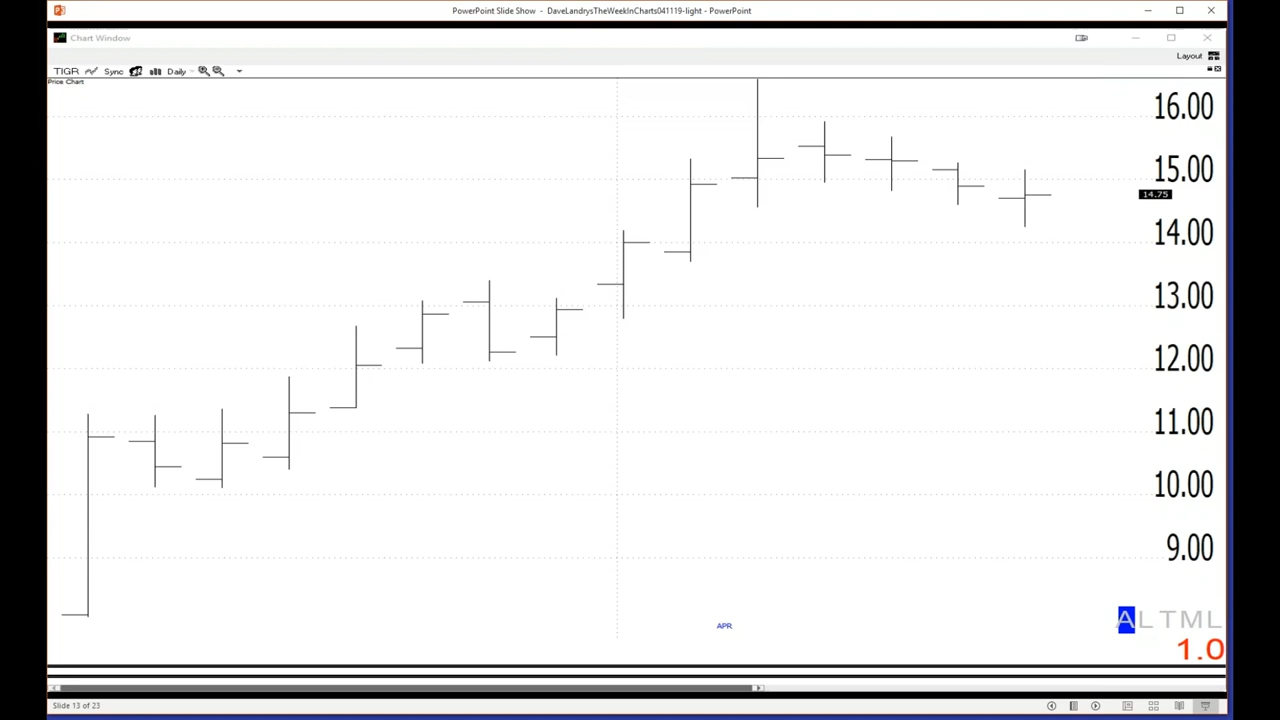 PowerPoint Slide Show - DaveLandrysTheWeekInCharts041119-light - PowerPoint
Chart Window
Layout
TIGR Sync Daily
Price Chart
16.00
15.00
14.75
14.00
13.00
12.00
11.00
10.00
9.00
APR
ALTML
1.0
Slide 13 of 23